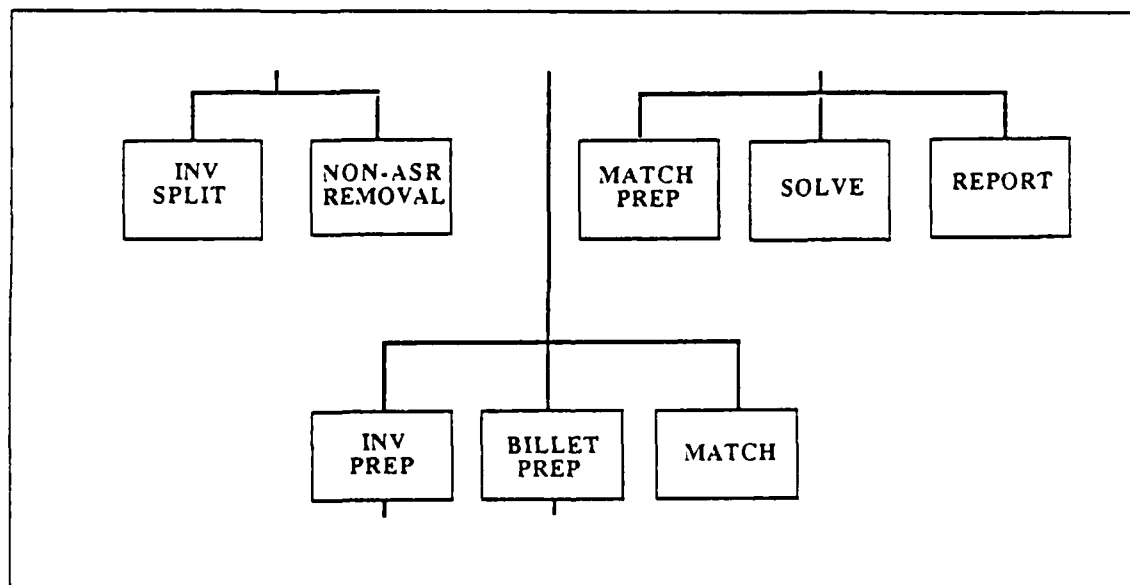 INV
SPLIT
NON-ASR
REMOVAL
MATCH
PREP
SOLVE
REPORT
INV
PREP
BILLET
PREP
MATCH